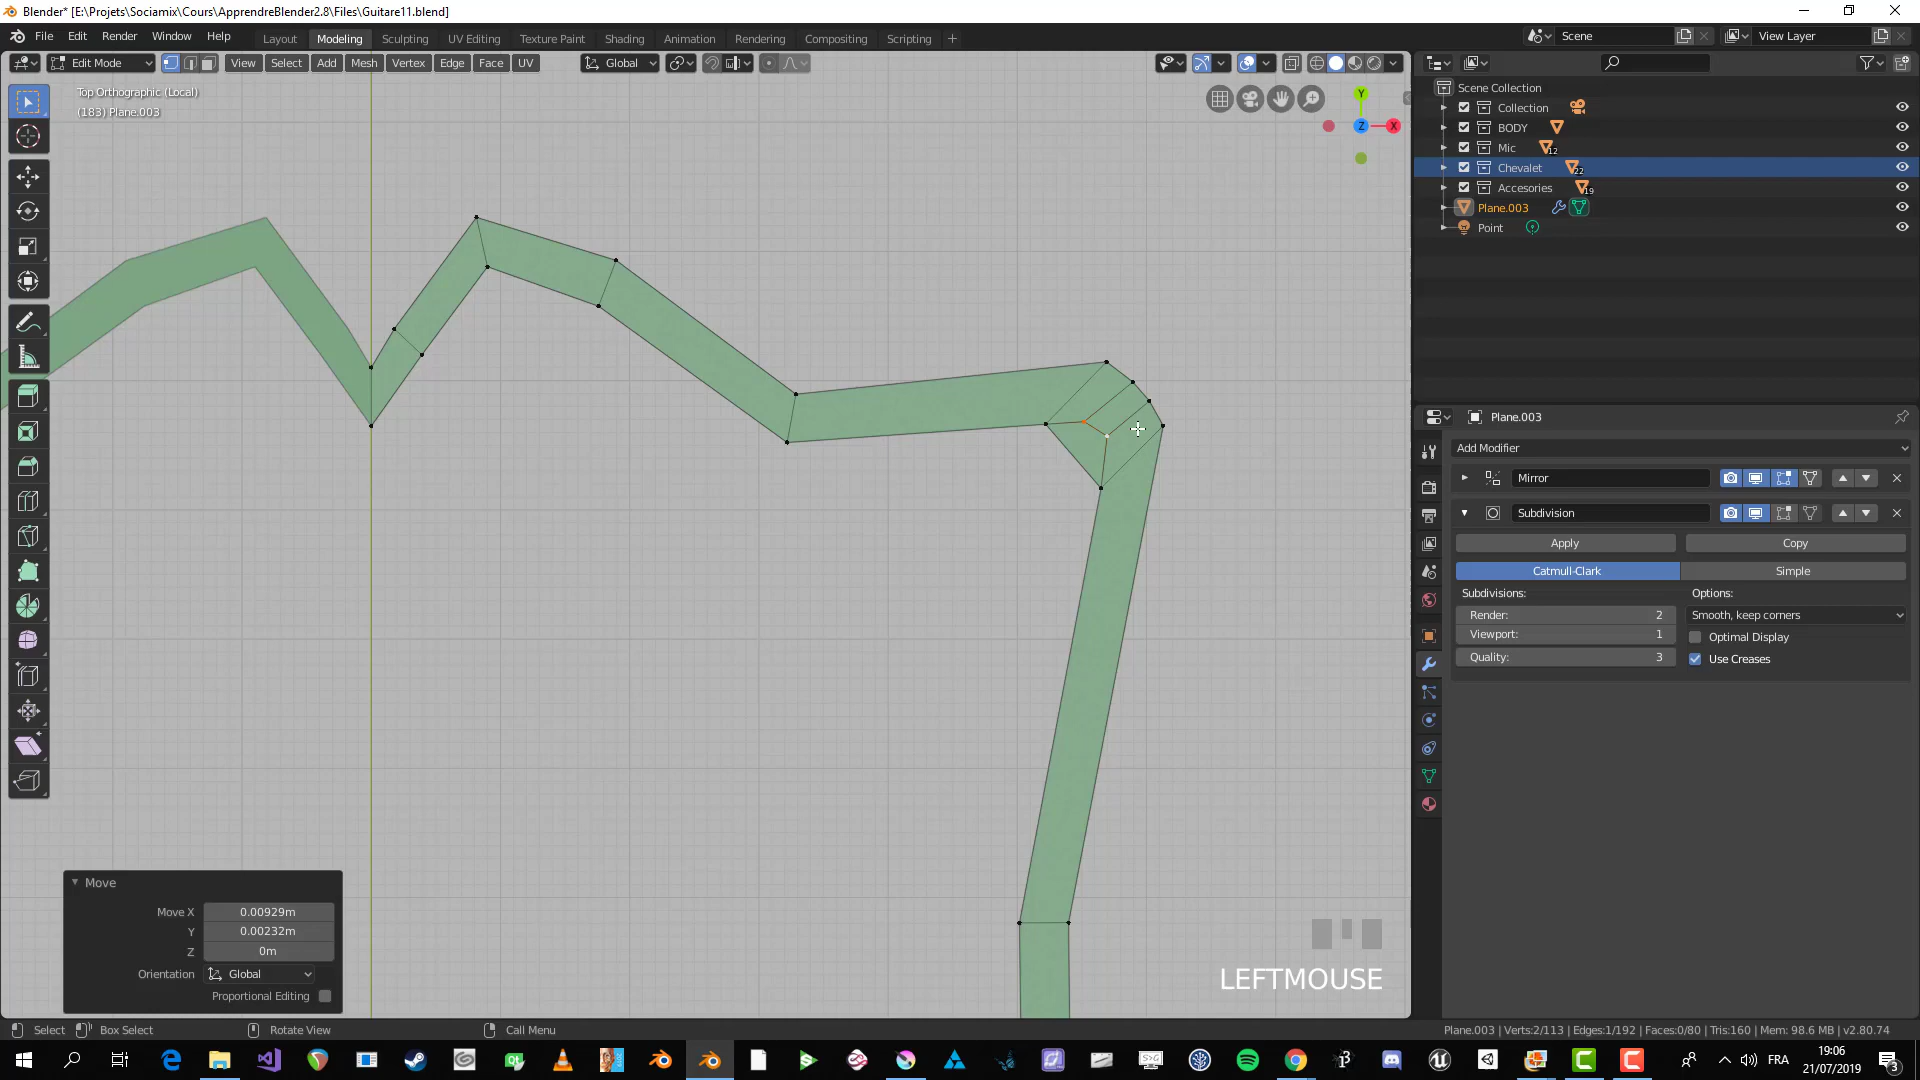 Blender* [E:\Projets\Sociamix\Cours\ApprendreBlender2.8\Files\Guitare11.blend]
File Edit Render Window Help Layout Modeling Sculpting UV Editing Texture Paint Shading Animation Rendering Compositing Scripting Scene View Layer
Edit Mode View Select Add Mesh Vertex Edge Face UV Global
Top Orthographic (Local)
(183) Plane.003
Y
Z
X
Scene Collection
Collection
BODY
Mic 12
Chevalet 22
Accesories 19
Plane.003
Point
Plane.003
Add Modifier
Mirror
Subdivision
Apply Copy
Catmull-Clark Simple
Subdivisions: Options:
Render: 2 Smooth, keep corners
Viewport: 1 Optimal Display
Quality: 3 Use Creases
Move
Move X 0.00929m
Y 0.00232m
Z 0m
Orientation Global
Proportional Editing
LEFTMOUSE
Select Box Select Rotate View Call Menu
Plane.003 | Verts:2/113 | Edges:1/192 | Faces:0/80 | Tris:160 | Mem: 98.6 MB | v2.80.74
FRA
19:06
21/07/2019
3